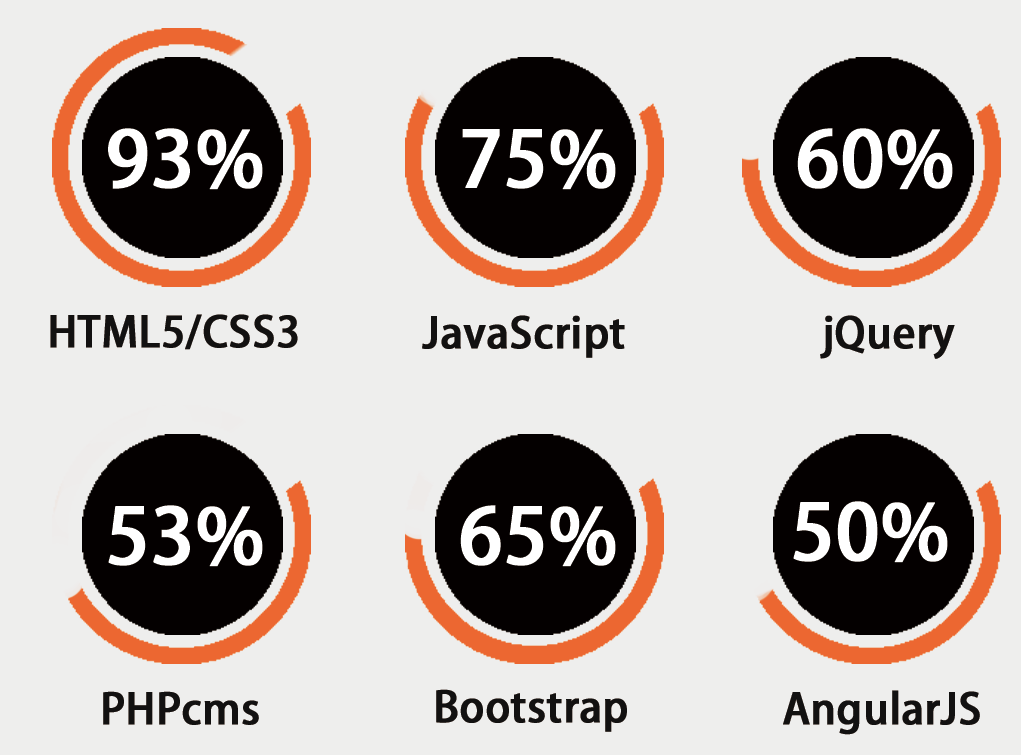 93%
75%
60%
HTML5/CSS3
JavaScript
jQuery
53%
65%
50%
PHPcms
Bootstrap
AngularJS